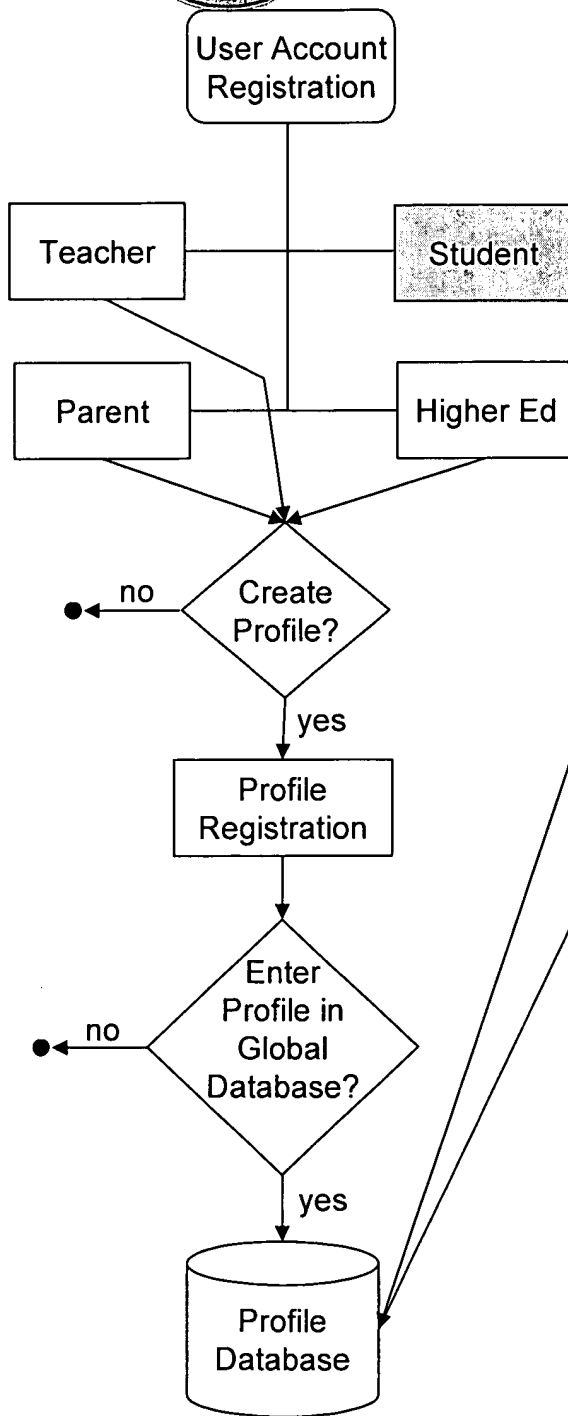 User Account
Registration
Teacher
Student
Parent
Higher Ed
no
Create
Profile?
yes
Profile
Registration
no
Enter
Profile in
Global
Database?
yes
Profile
Database